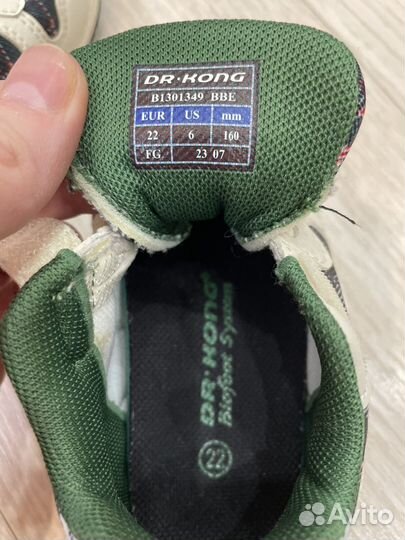 DR·KONG
B1301349 BBE
EUR US mm
22 6 160
FG 23 07
DR·KONG
Biofoot System
22
Avito